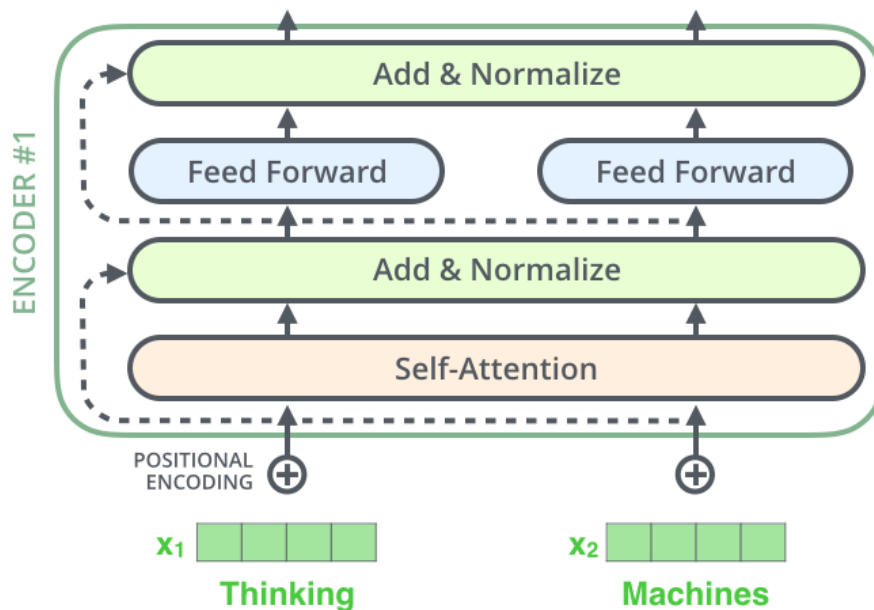 ENCODER #1
Add & Normalize
Feed Forward Feed Forward
Add & Normalize
Self-Attention
POSITIONAL
ENCODING
x₁ x₂
Thinking Machines